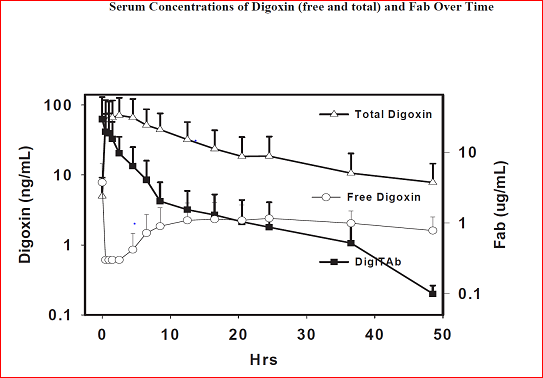 Serum Concentrations of Digoxin (free and total) and Fab Over Time
100
10
1
0.1
Digoxin (ng/mL)
Total Digoxin
Free Digoxin
DigiTAb
10
1
0.1
Fab (ug/mL)
0 10 20 30 40 50
Hrs